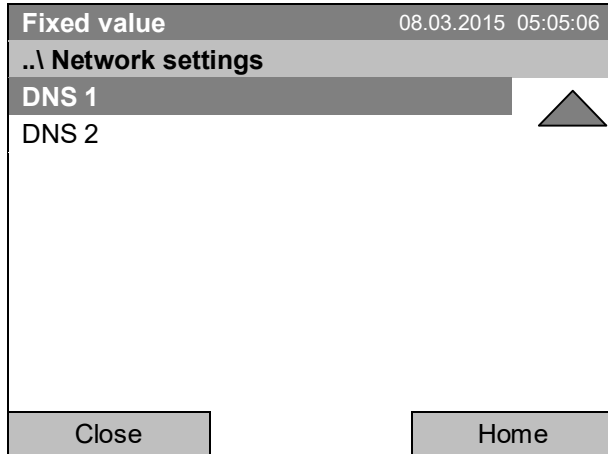 Fixed value 08.03.2015 05:05:06
..\ Network settings
DNS 1
DNS 2
Close Home